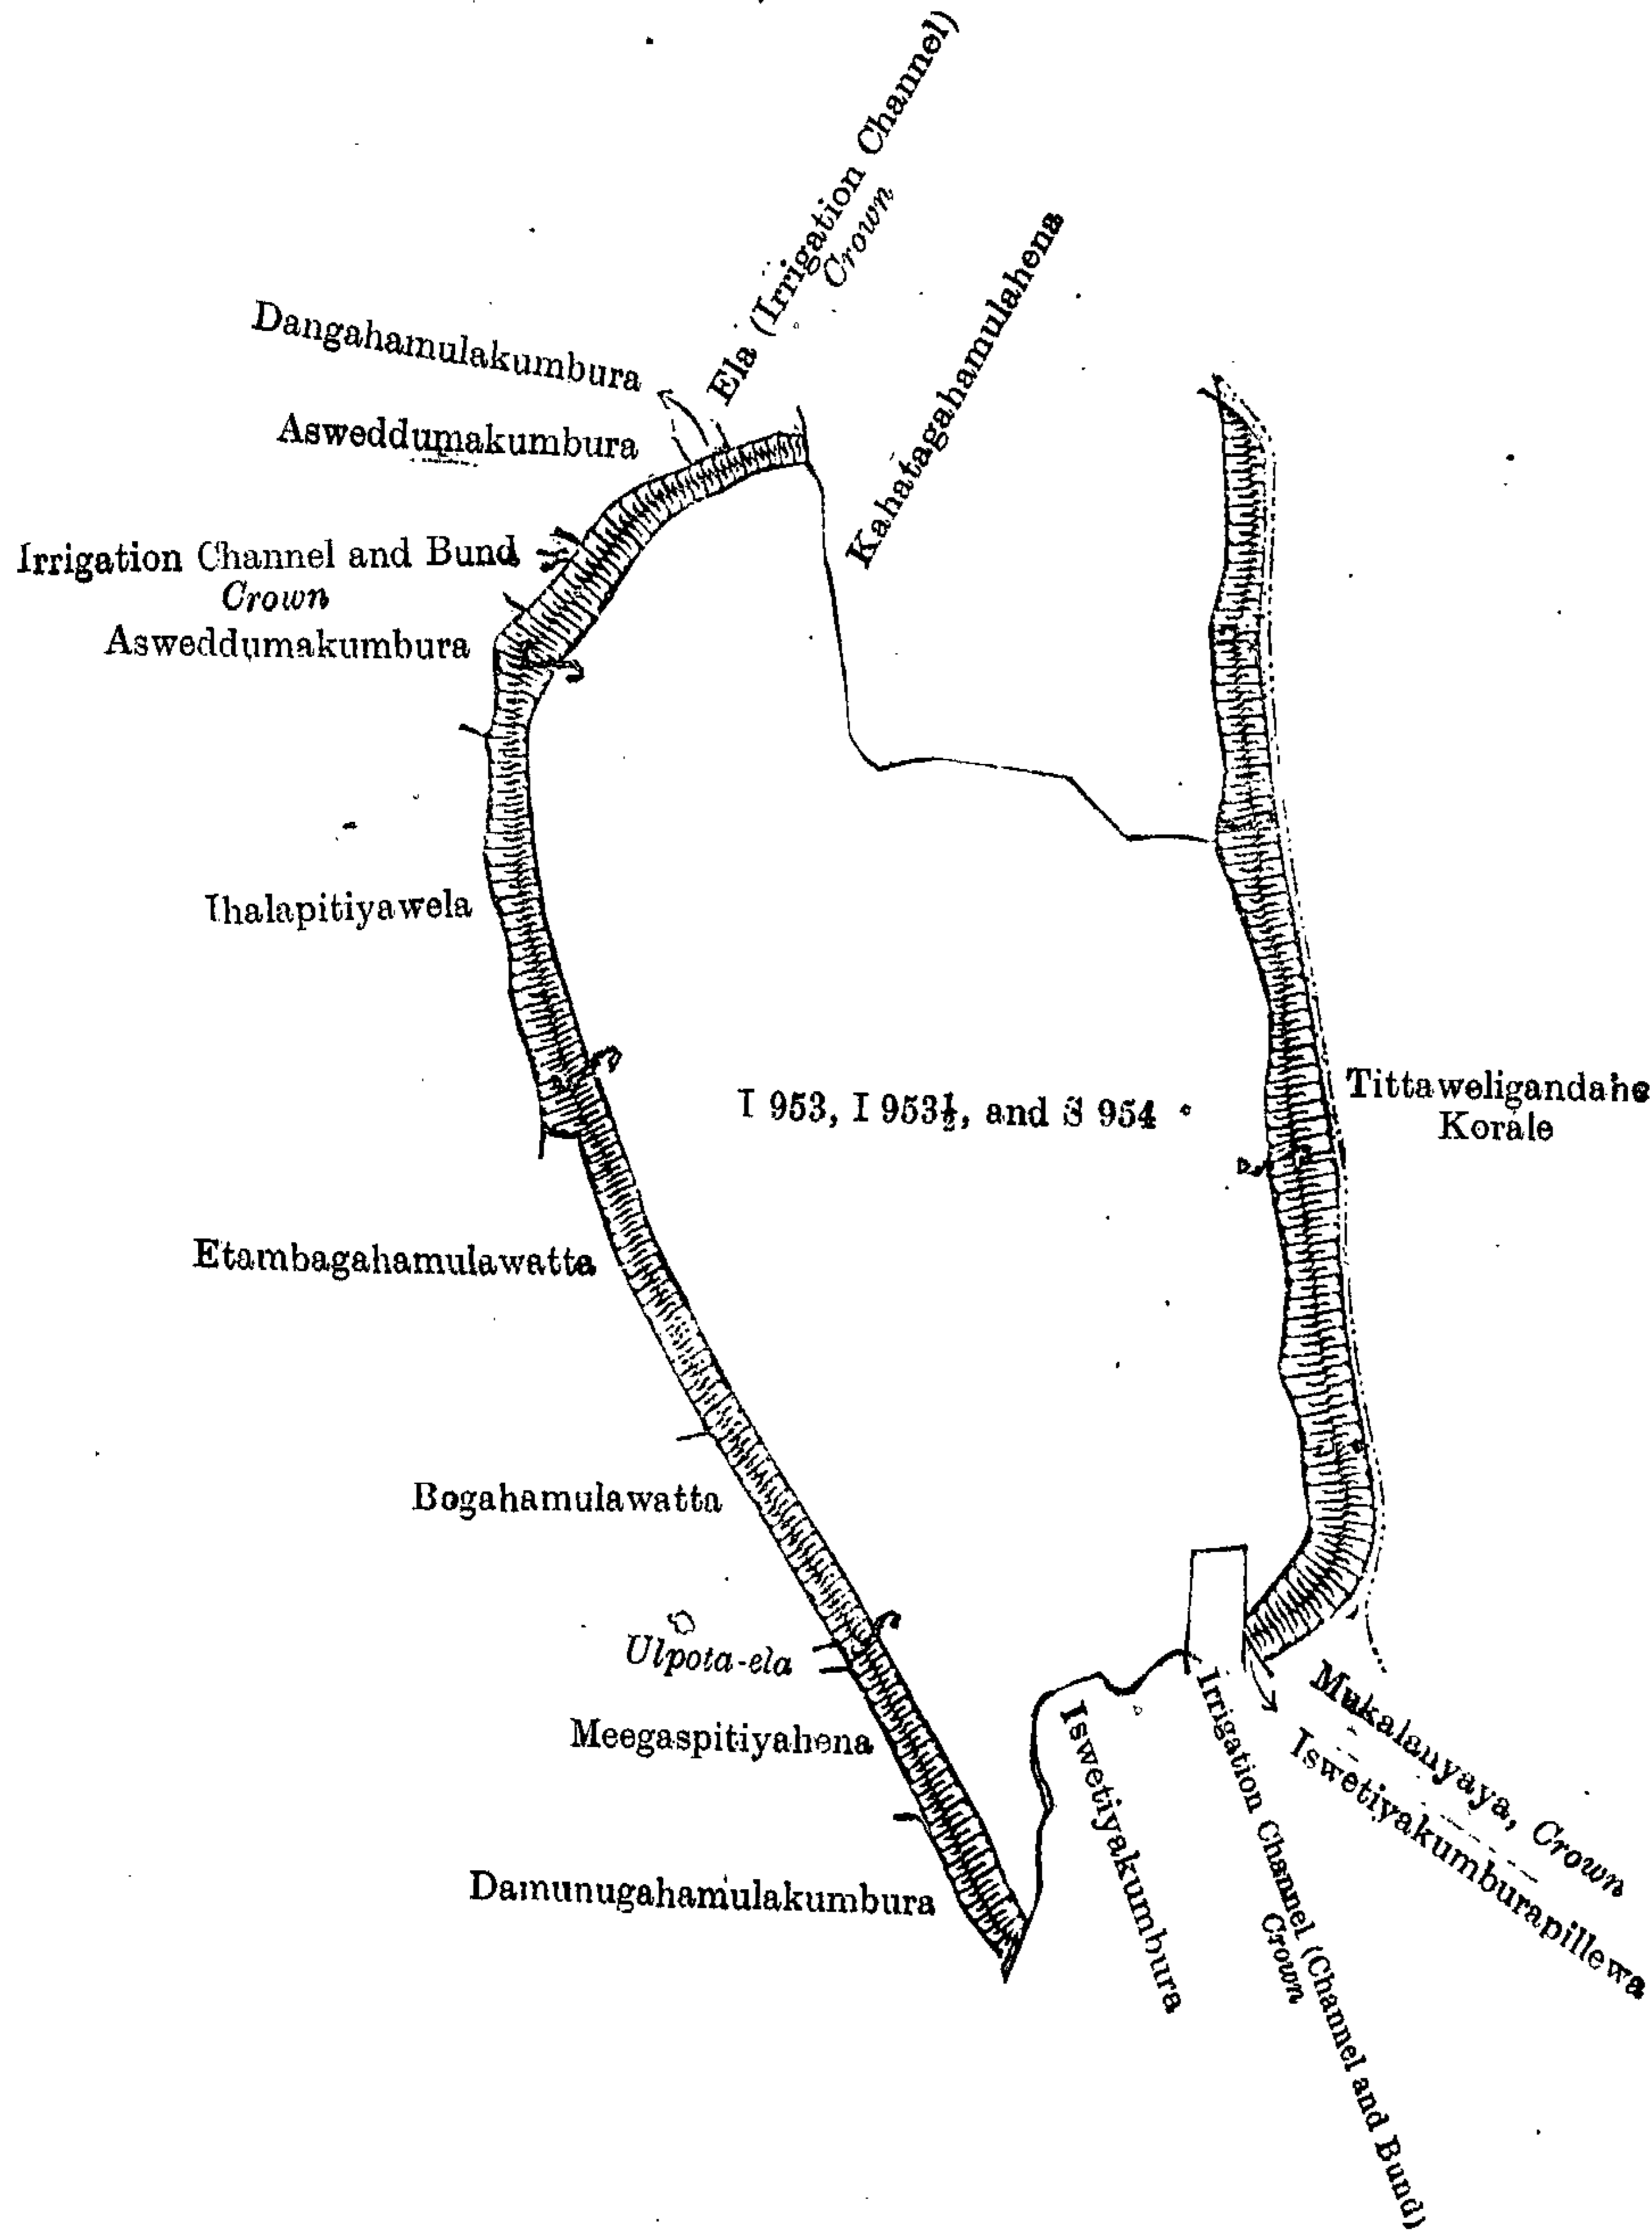 Ela (Irrigation Channel)
Crown
Kahatagahamulahena
Dangahamulakumbura
Asweddumakumbura
Irrigation Channel and Bund
Crown
Asweddumakumbura
Ihalapitiyawela
I 953, I 953½, and S 954
Tittaweligandahe
Korale
Etambagahamulawatta
Bogahamulawatta
Ulpota-ela
Meegaspitiyahena
Damunugahamulakumbura
Iswetiyakumbura
Irrigation Channel (Channel and Bund)
Crown
Mukalanyaya, Crown
Iswetiyakumburapillewa